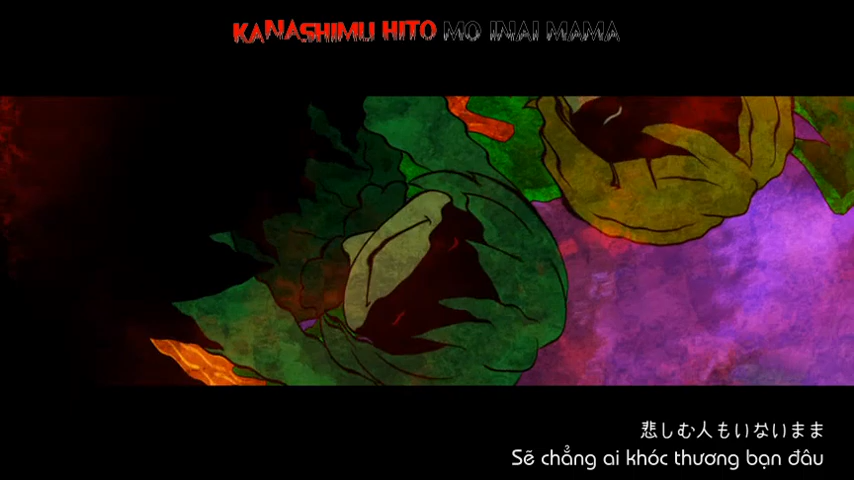 KANASHIMU HITO MO INAI MAMA
悲しむ人もいないまま
Sẽ chẳng ai khóc thương bạn đâu